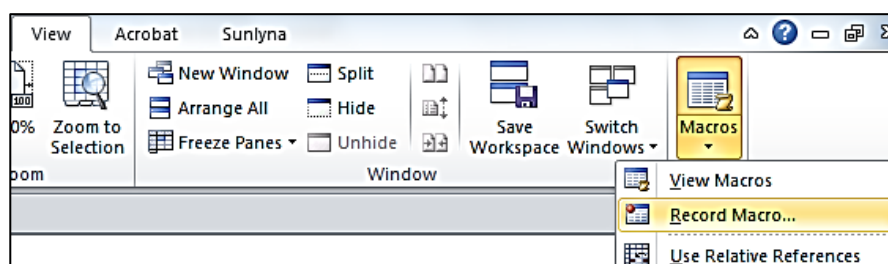 View Acrobat Sunlyna
New Window Split
Arrange All Hide
Freeze Panes Unhide
100
0% Zoom to
Selection
Save
Workspace
Switch
Windows
Macros
oom Window
View Macros
Record Macro...
Use Relative References